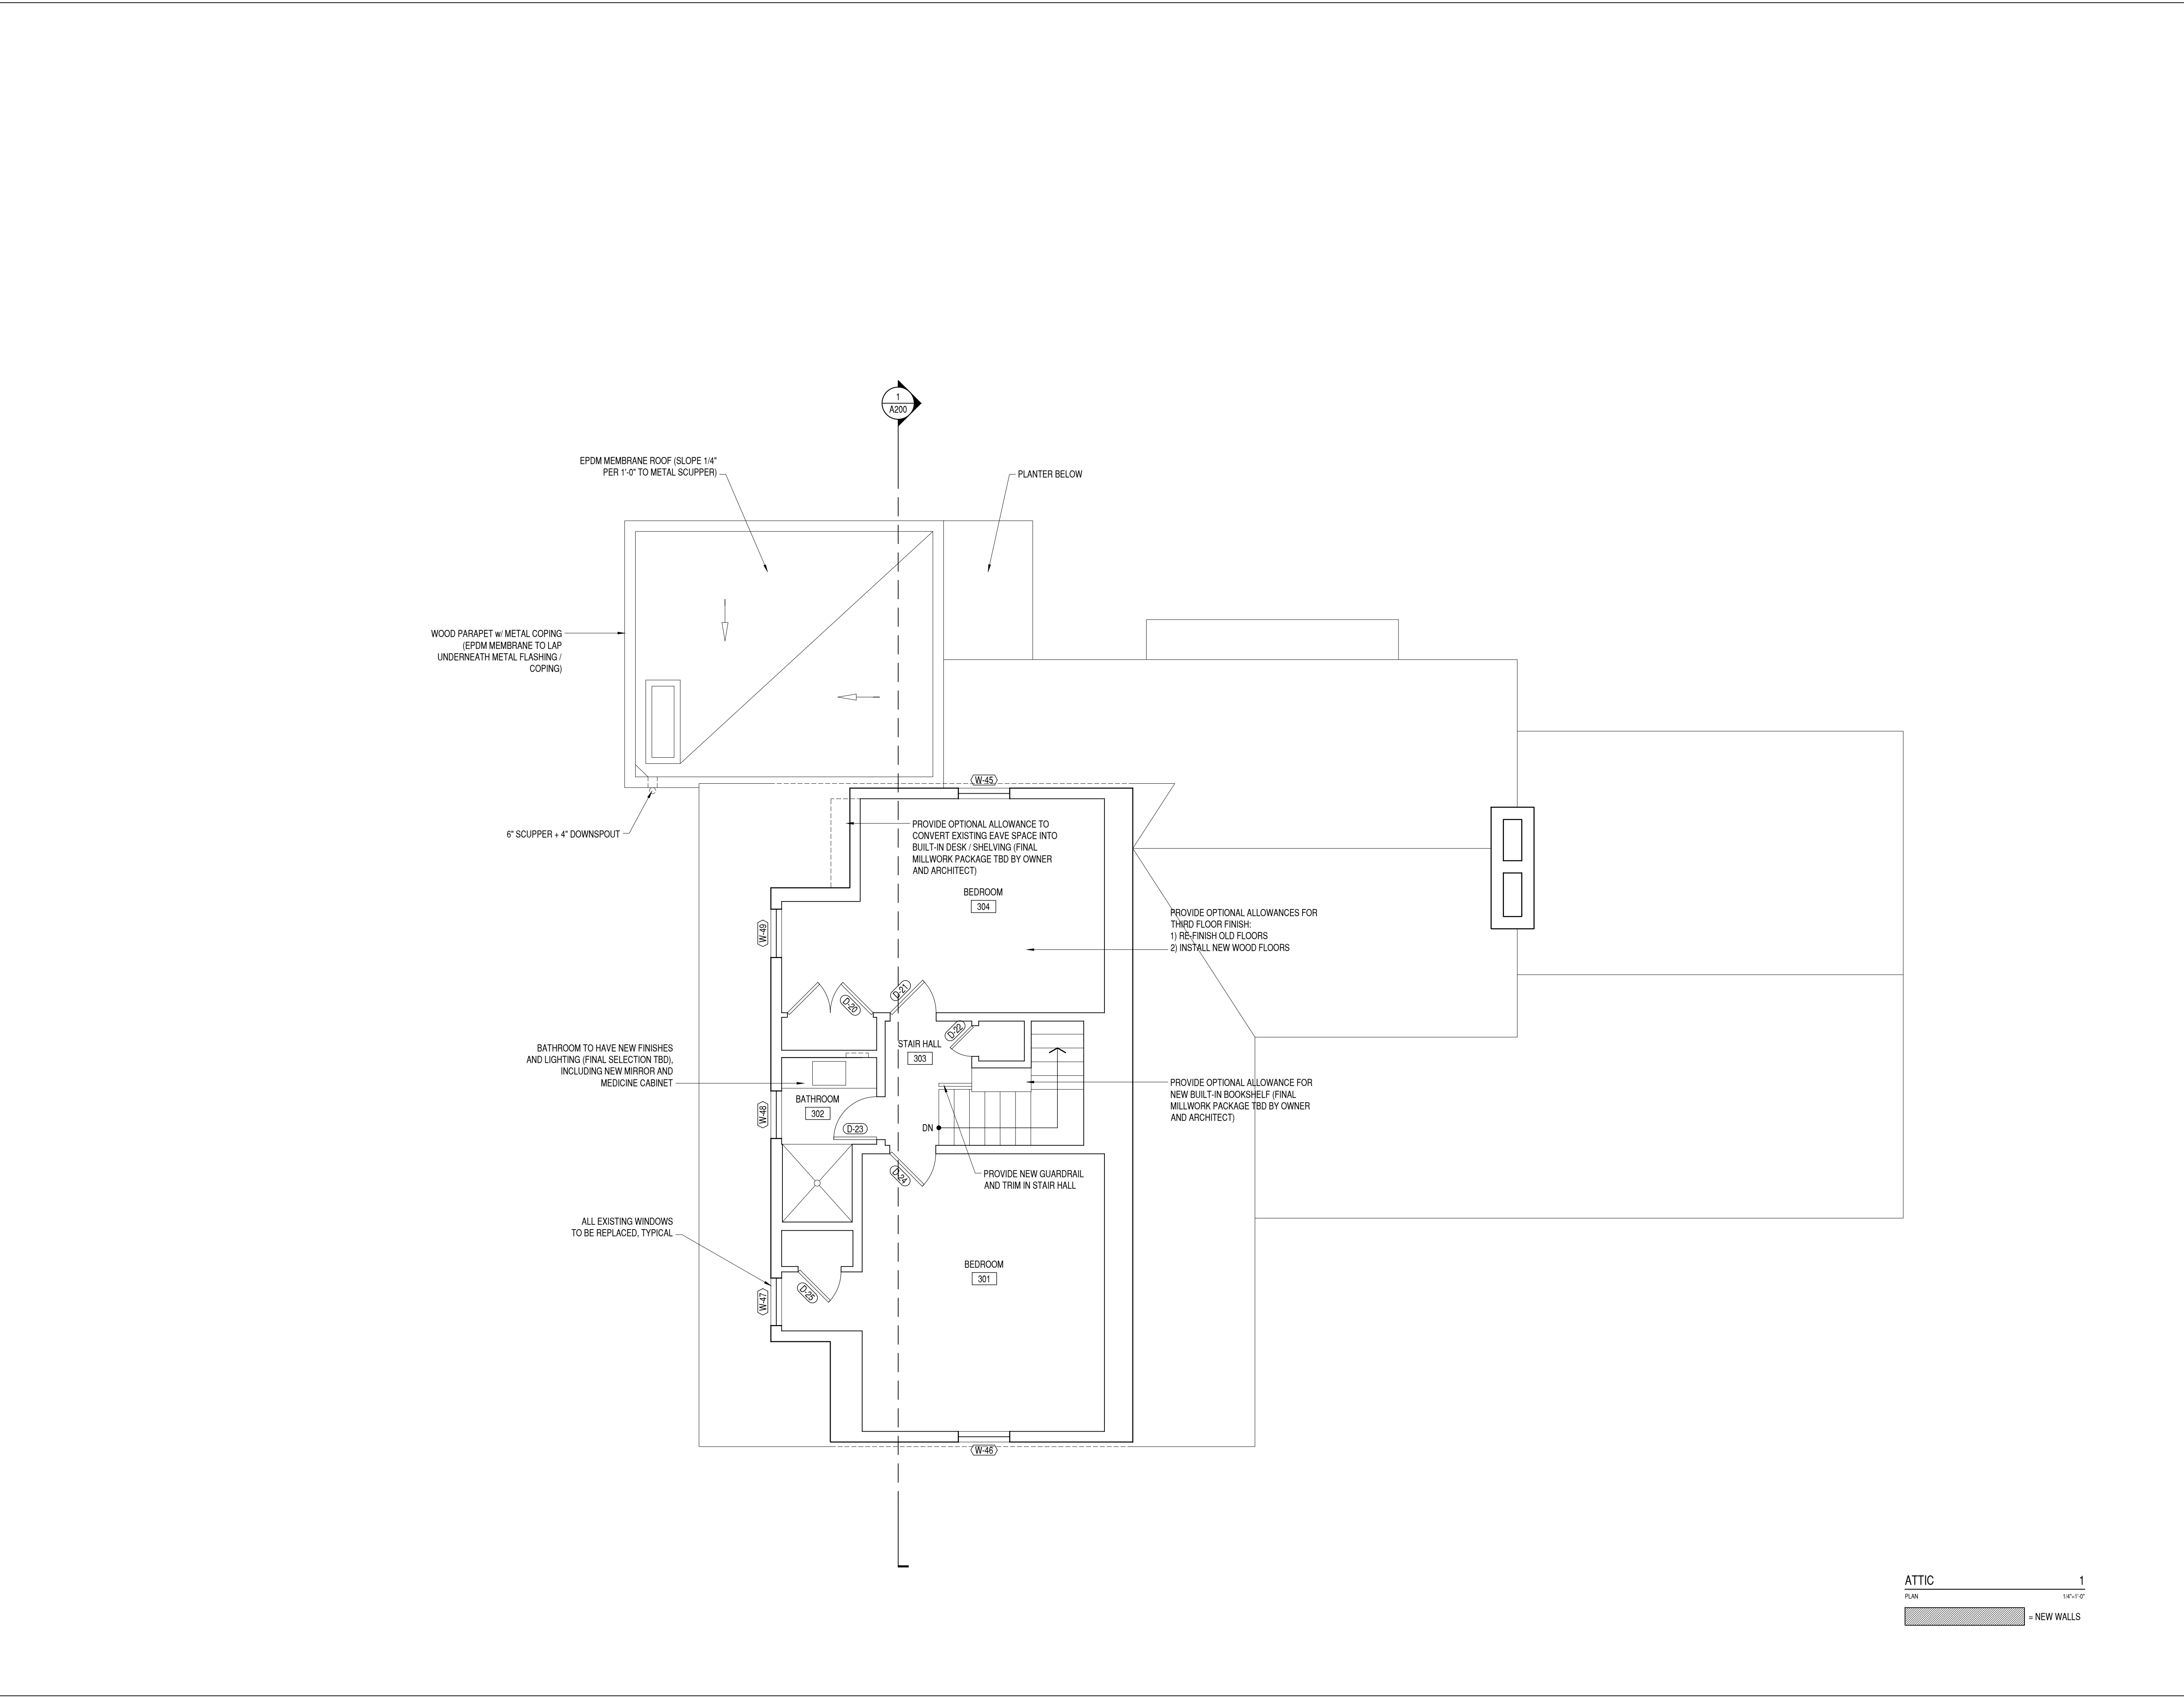 1
A200
EPDM MEMBRANE ROOF (SLOPE 1/4"
PER 1'-0" TO METAL SCUPPER)
PLANTER BELOW
WOOD PARAPET w/ METAL COPING
(EPDM MEMBRANE TO LAP
UNDERNEATH METAL FLASHING /
COPING)
W-45
6" SCUPPER + 4" DOWNSPOUT
PROVIDE OPTIONAL ALLOWANCE TO
CONVERT EXISTING EAVE SPACE INTO
BUILT-IN DESK / SHELVING (FINAL
MILLWORK PACKAGE TBD BY OWNER
AND ARCHITECT)
BEDROOM
304
W-49
PROVIDE OPTIONAL ALLOWANCES FOR
THIRD FLOOR FINISH:
1) RE-FINISH OLD FLOORS
2) INSTALL NEW WOOD FLOORS
D-20
D-21
D-22
STAIR HALL
303
BATHROOM TO HAVE NEW FINISHES
AND LIGHTING (FINAL SELECTION TBD),
INCLUDING NEW MIRROR AND
MEDICINE CABINET
BATHROOM
302
W-48
D-23
DN
PROVIDE OPTIONAL ALLOWANCE FOR
NEW BUILT-IN BOOKSHELF (FINAL
MILLWORK PACKAGE TBD BY OWNER
AND ARCHITECT)
D-24
PROVIDE NEW GUARDRAIL
AND TRIM IN STAIR HALL
ALL EXISTING WINDOWS
TO BE REPLACED, TYPICAL
BEDROOM
301
D-25
W-47
W-46
ATTIC 1
PLAN 1/4"=1'-0"
= NEW WALLS